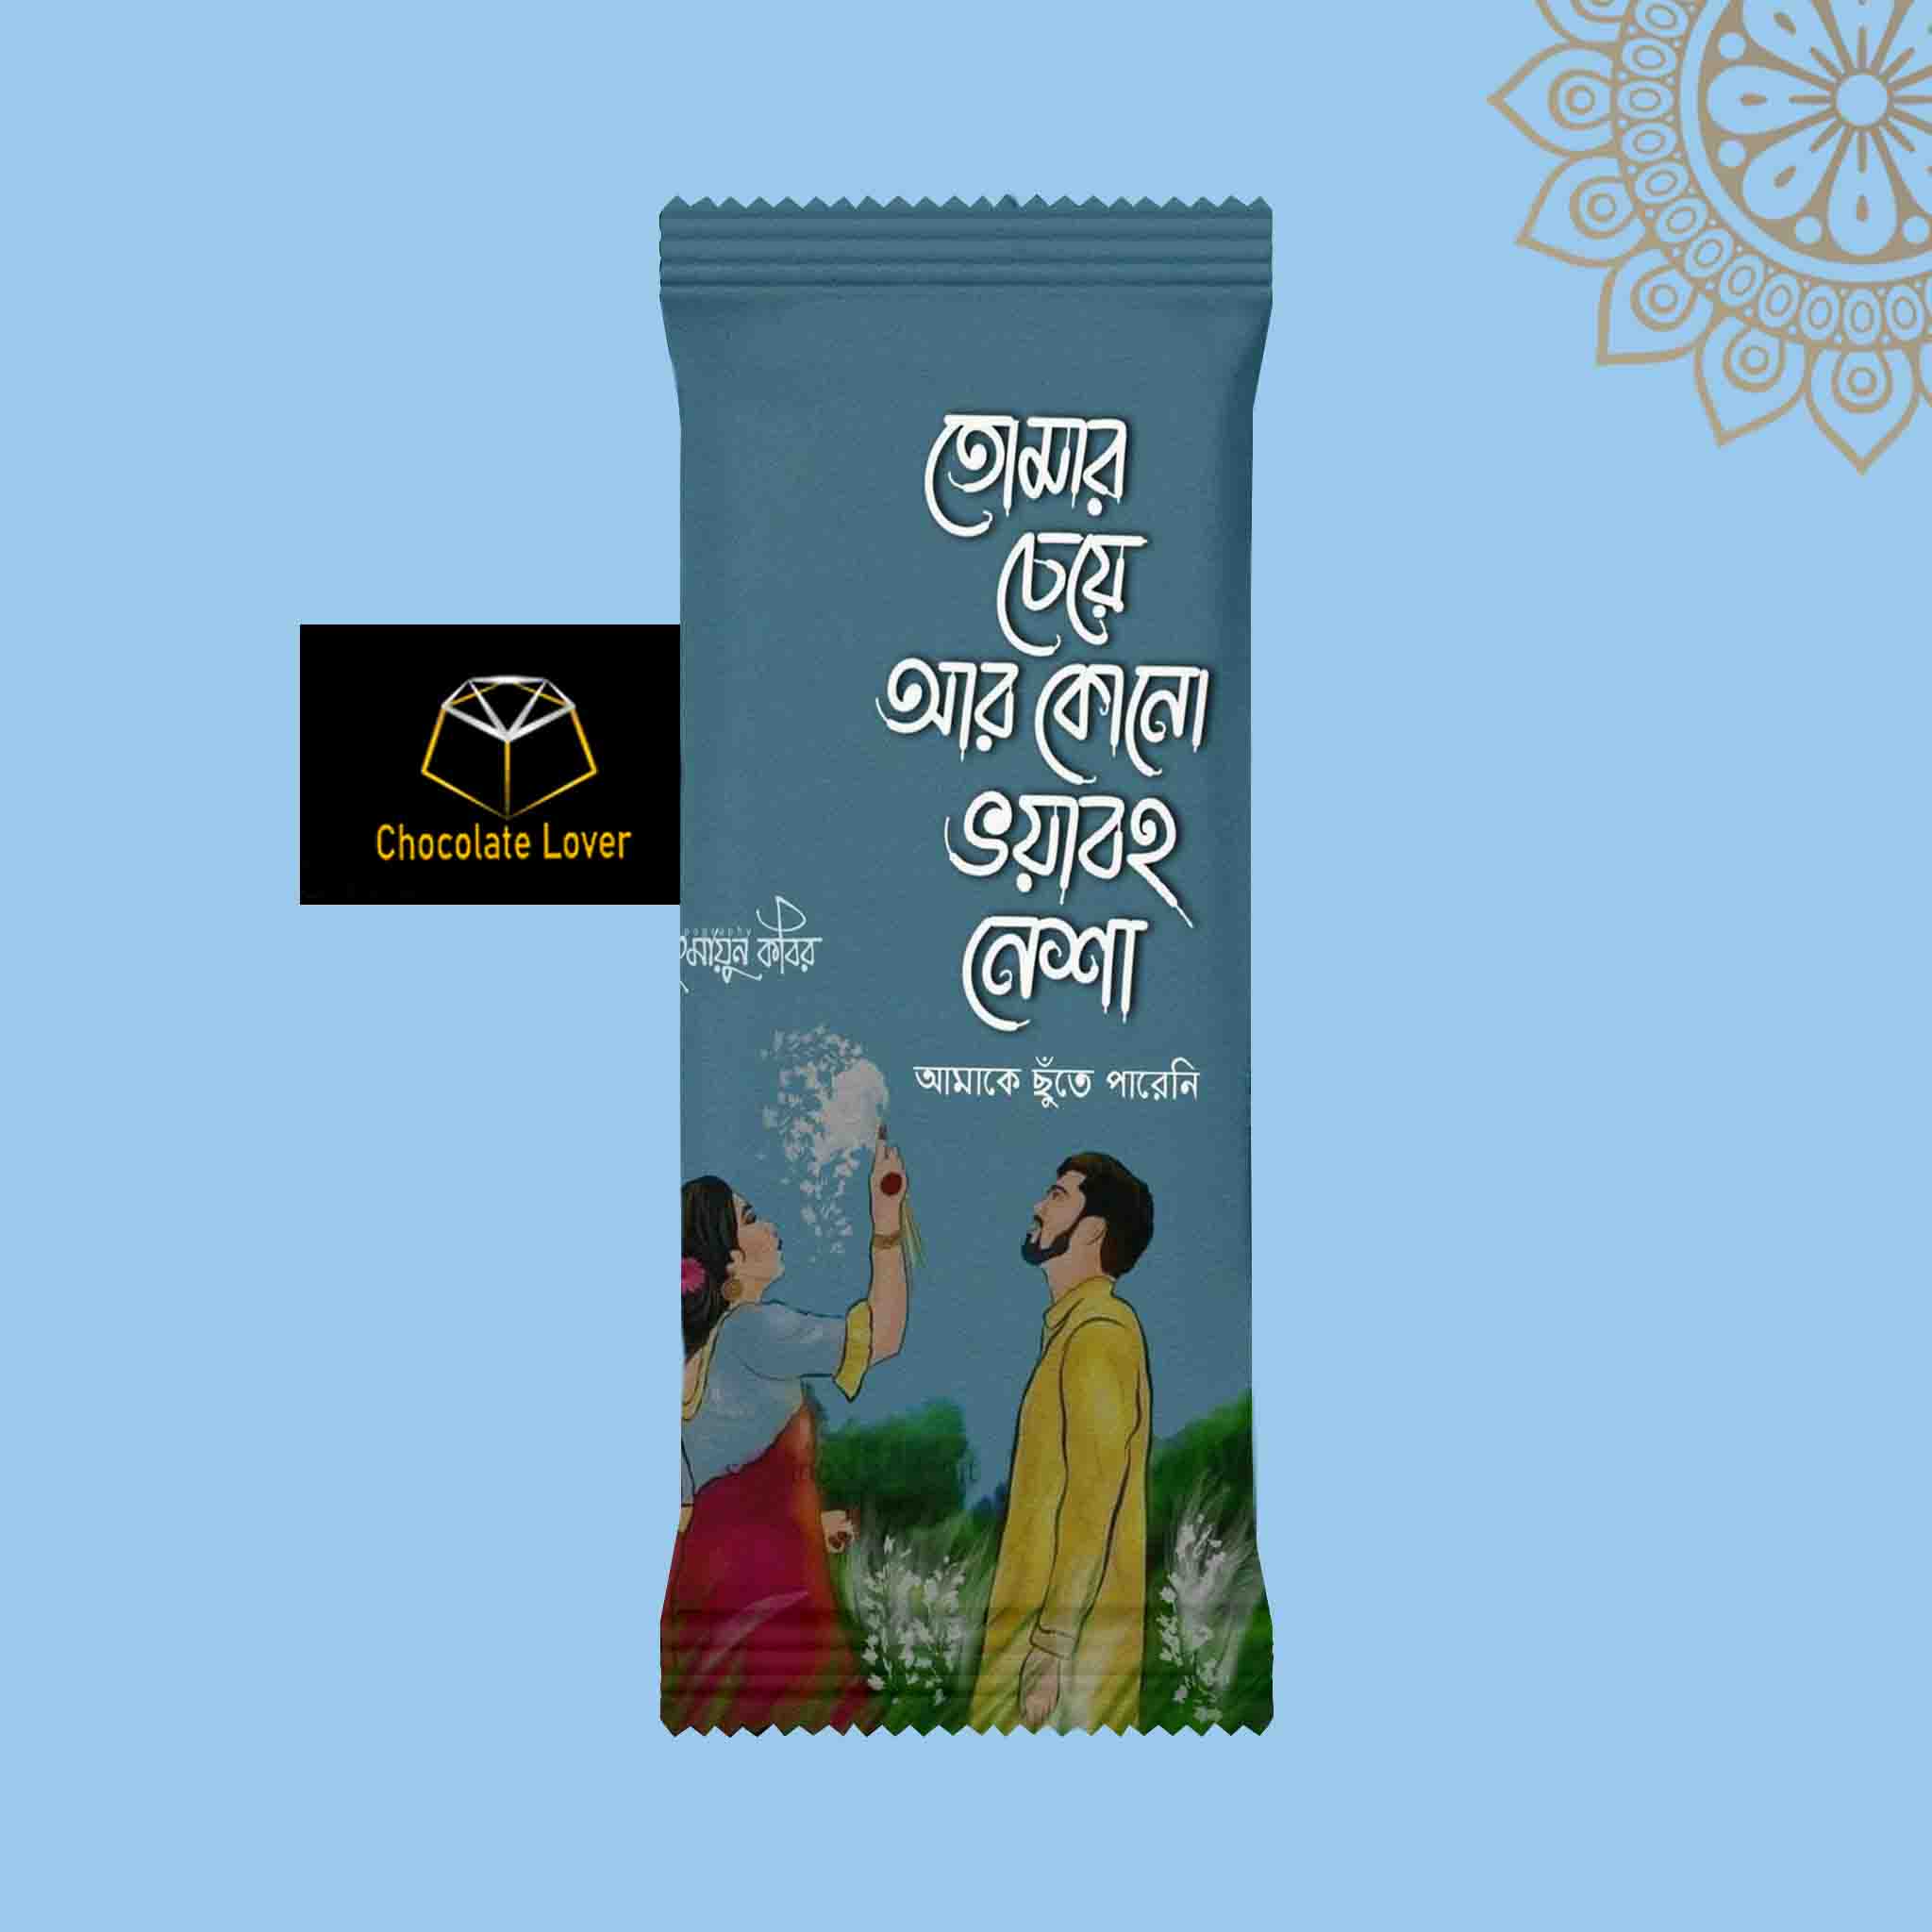 তোমার
চেয়ে
আর কোনো
ভয়াবহ
নেশা
আমাকে ছুঁতে পারেনি
Chocolate Lover
হুমায়ুন কবির